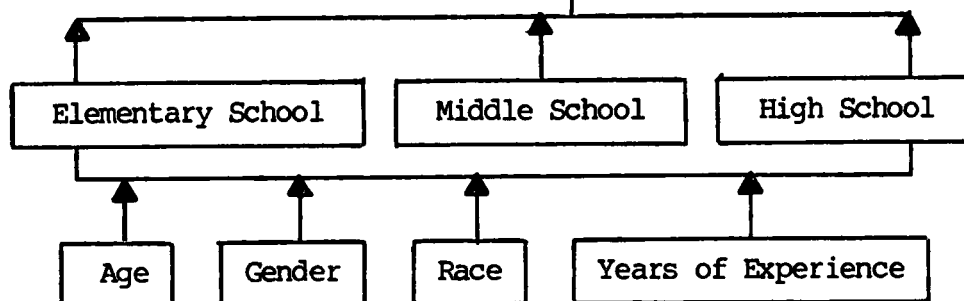 Elementary School Middle School High School
Age Gender Race Years of Experience